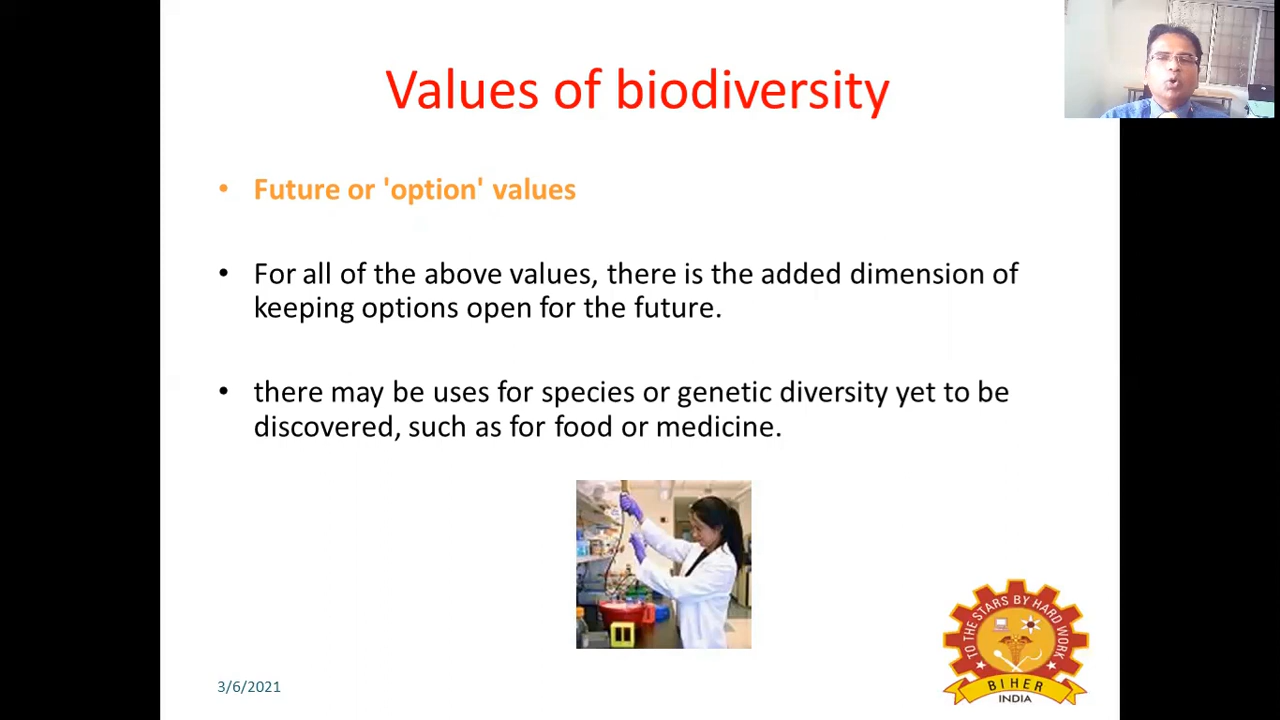 Values of biodiversity
• Future or 'option' values
• For all of the above values, there is the added dimension of
keeping options open for the future.
• there may be uses for species or genetic diversity yet to be
discovered, such as for food or medicine.
TO THE STARS BY HARD WORK
BIHER
INDIA
3/6/2021